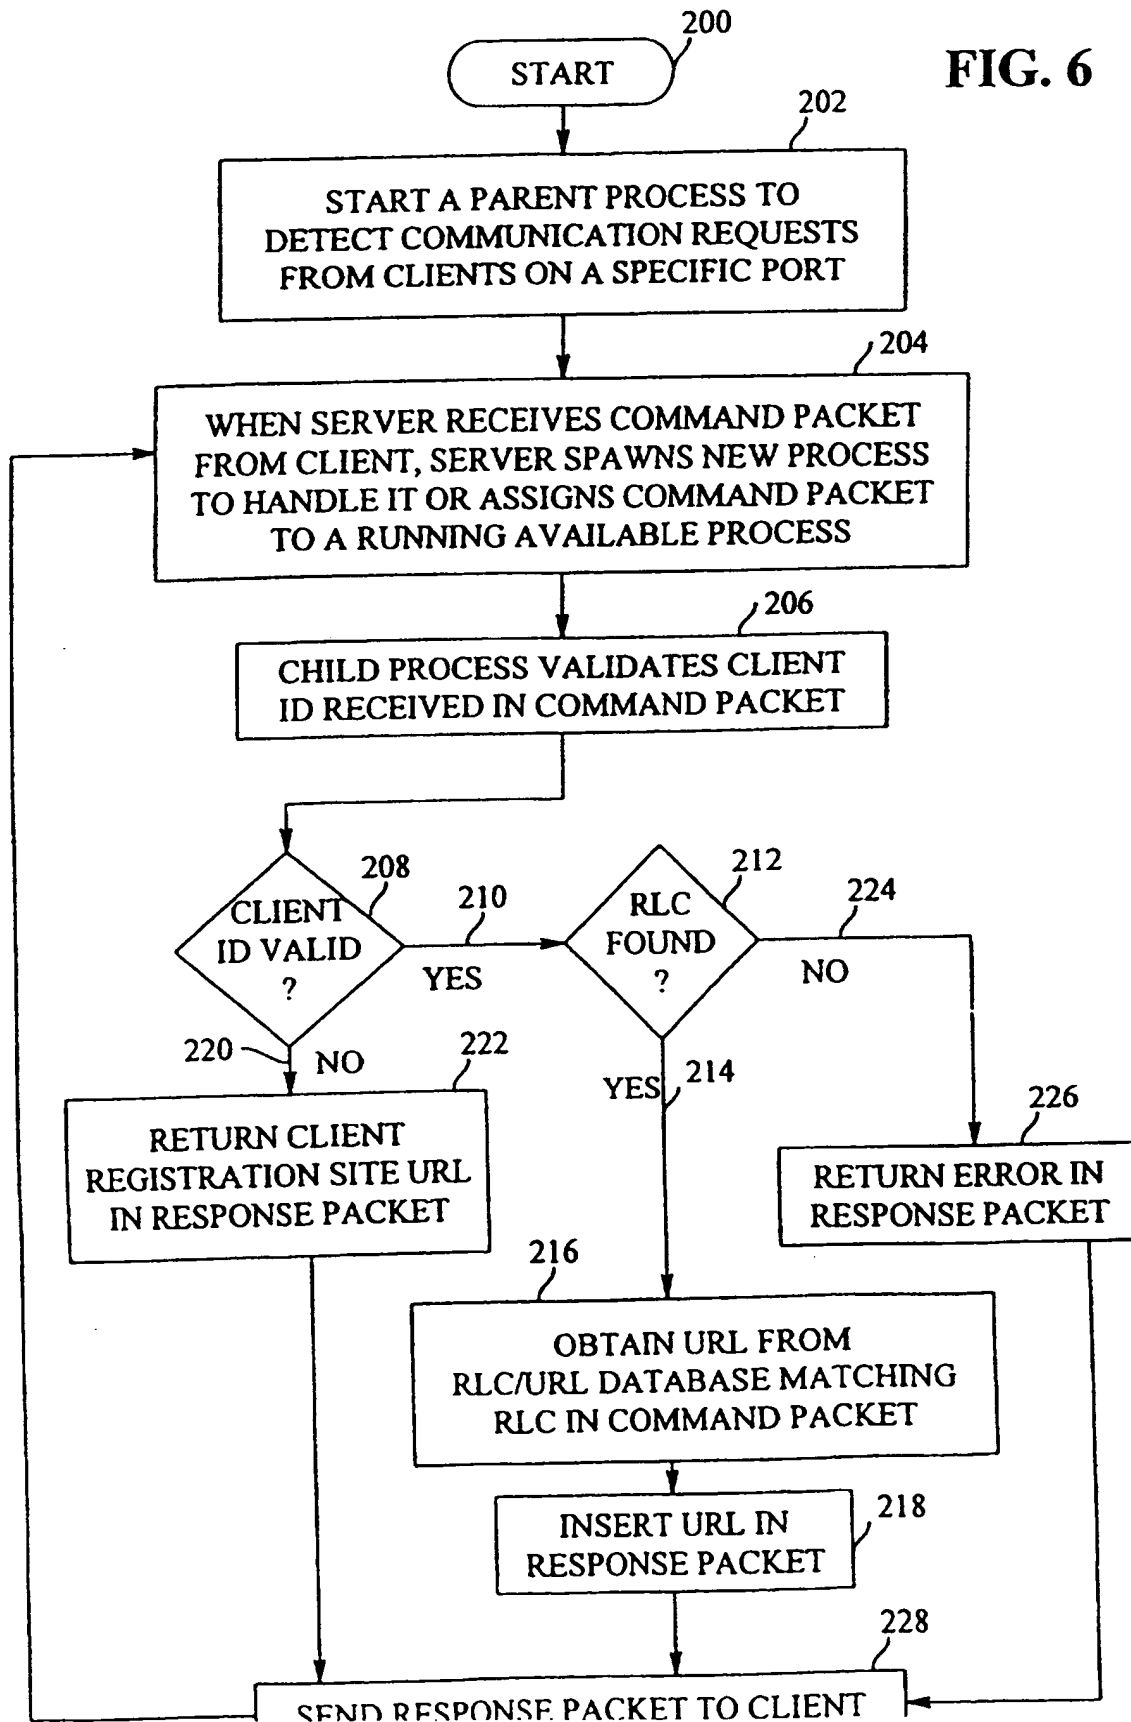 200
START
FIG. 6
202
START A PARENT PROCESS TO
DETECT COMMUNICATION REQUESTS
FROM CLIENTS ON A SPECIFIC PORT
204
WHEN SERVER RECEIVES COMMAND PACKET
FROM CLIENT, SERVER SPAWNS NEW PROCESS
TO HANDLE IT OR ASSIGNS COMMAND PACKET
TO A RUNNING AVAILABLE PROCESS
206
CHILD PROCESS VALIDATES CLIENT
ID RECEIVED IN COMMAND PACKET
208
CLIENT
ID VALID
?
210
YES
212
RLC
FOUND
?
224
NO
220
NO
222
RETURN CLIENT
REGISTRATION SITE URL
IN RESPONSE PACKET
YES
214
226
RETURN ERROR IN
RESPONSE PACKET
216
OBTAIN URL FROM
RLC/URL DATABASE MATCHING
RLC IN COMMAND PACKET
218
INSERT URL IN
RESPONSE PACKET
228
SEND RESPONSE PACKET TO CLIENT